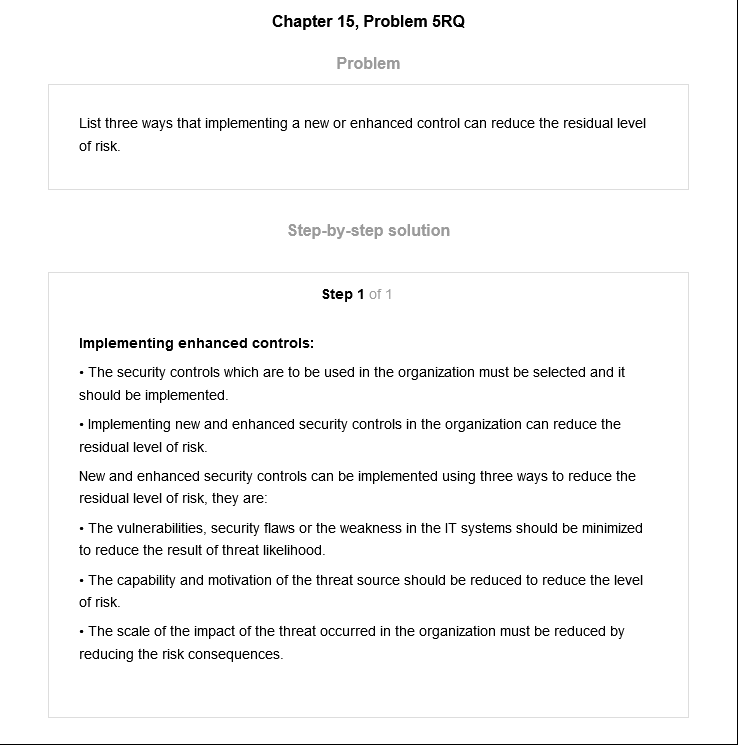 Chapter 15, Problem 5RQ
Problem
List three ways that implementing a new or enhanced control can reduce the residual level
of risk.
Step-by-step solution
Step 1 of 1
Implementing enhanced controls:
• The security controls which are to be used in the organization must be selected and it
should be implemented.
• Implementing new and enhanced security controls in the organization can reduce the
residual level of risk.
New and enhanced security controls can be implemented using three ways to reduce the
residual level of risk, they are:
• The vulnerabilities, security flaws or the weakness in the IT systems should be minimized
to reduce the result of threat likelihood.
• The capability and motivation of the threat source should be reduced to reduce the level
of risk.
• The scale of the impact of the threat occurred in the organization must be reduced by
reducing the risk consequences.